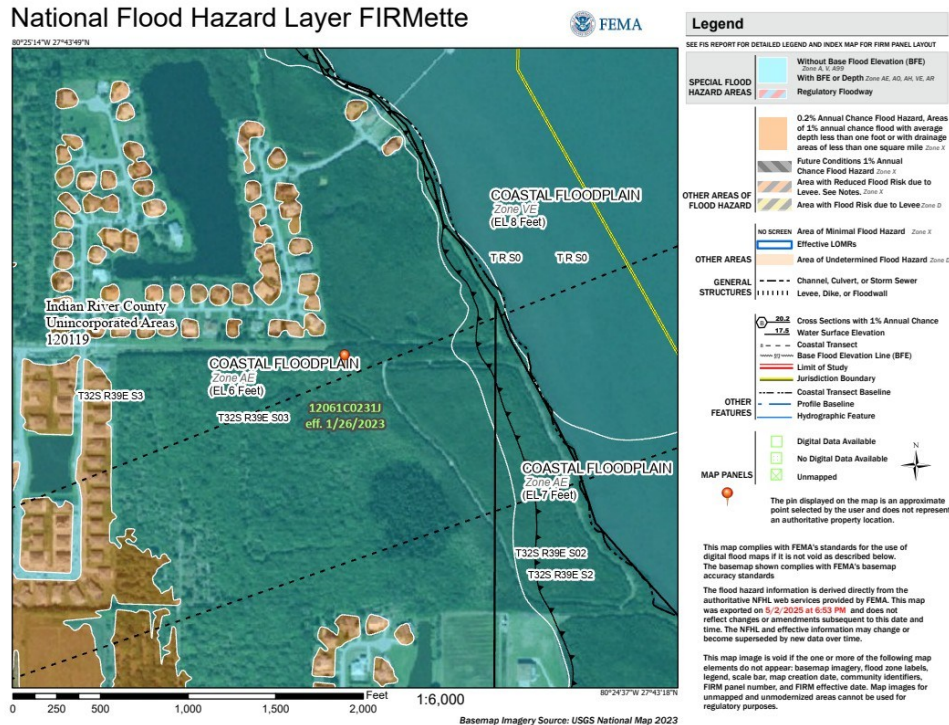 National Flood Hazard Layer FIRMette
FEMA
80°25'14"W 27°43'49"N
COASTAL FLOODPLAIN
Zone VE
(EL 8 Feet)
T R S0
T R S0
Indian River County
Unincorporated Areas
120119
COASTAL FLOODPLAIN
Zone AE
(EL 6 Feet)
T32S R39E S3
T32S R39E S03
12061C0231J
eff. 1/26/2023
COASTAL FLOODPLAIN
Zone AE
(EL 7 Feet)
T32S R39E S02
T32S R39E S2
0 250 500 1,000 1,500 2,000 Feet
1:6,000
80°24'37"W 27°43'18"N
Basemap Imagery Source: USGS National Map 2023
Legend
SEE FIS REPORT FOR DETAILED LEGEND AND INDEX MAP FOR FIRM PANEL LAYOUT
SPECIAL FLOOD
HAZARD AREAS
Without Base Flood Elevation (BFE)
Zone A, V, A99
With BFE or Depth Zone AE, AO, AH, VE, AR
Regulatory Floodway
OTHER AREAS OF
FLOOD HAZARD
0.2% Annual Chance Flood Hazard, Areas
of 1% annual chance flood with average
depth less than one foot or with drainage
areas of less than one square mile Zone X
Future Conditions 1% Annual
Chance Flood Hazard Zone X
Area with Reduced Flood Risk due to
Levee. See Notes. Zone X
Area with Flood Risk due to Levee Zone D
OTHER AREAS
NO SCREEN Area of Minimal Flood Hazard Zone X
Effective LOMRs
Area of Undetermined Flood Hazard Zone D
GENERAL
STRUCTURES
Channel, Culvert, or Storm Sewer
Levee, Dike, or Floodwall
OTHER
FEATURES
B 20.2 Cross Sections with 1% Annual Chance
17.5 Water Surface Elevation
8 Coastal Transect
513 Base Flood Elevation Line (BFE)
Limit of Study
Jurisdiction Boundary
Coastal Transect Baseline
Profile Baseline
Hydrographic Feature
MAP PANELS
Digital Data Available
No Digital Data Available
Unmapped
N
The pin displayed on the map is an approximate
point selected by the user and does not represent
an authoritative property location.
This map complies with FEMA's standards for the use of
digital flood maps if it is not void as described below.
The basemap shown complies with FEMA's basemap
accuracy standards
The flood hazard information is derived directly from the
authoritative NFHL web services provided by FEMA. This map
was exported on 5/2/2025 at 6:53 PM and does not
reflect changes or amendments subsequent to this date and
time. The NFHL and effective information may change or
become superseded by new data over time.
This map image is void if the one or more of the following map
elements do not appear: basemap imagery, flood zone labels,
legend, scale bar, map creation date, community identifiers,
FIRM panel number, and FIRM effective date. Map images for
unmapped and unmodernized areas cannot be used for
regulatory purposes.